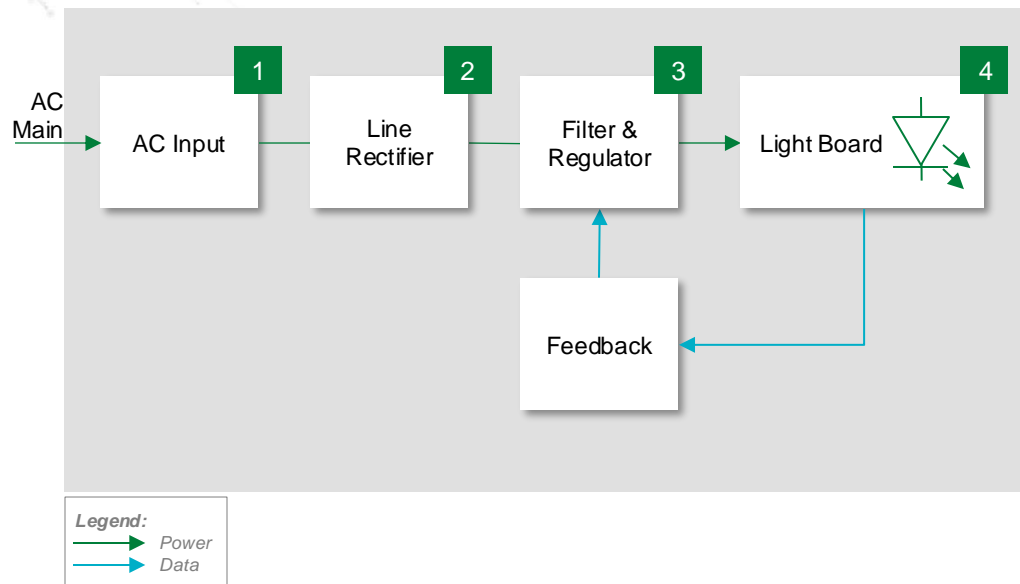 1
2
3
4
AC
Main
AC Input
Line
Rectifier
Filter &
Regulator
Light Board
Feedback
Legend:
Power
Data